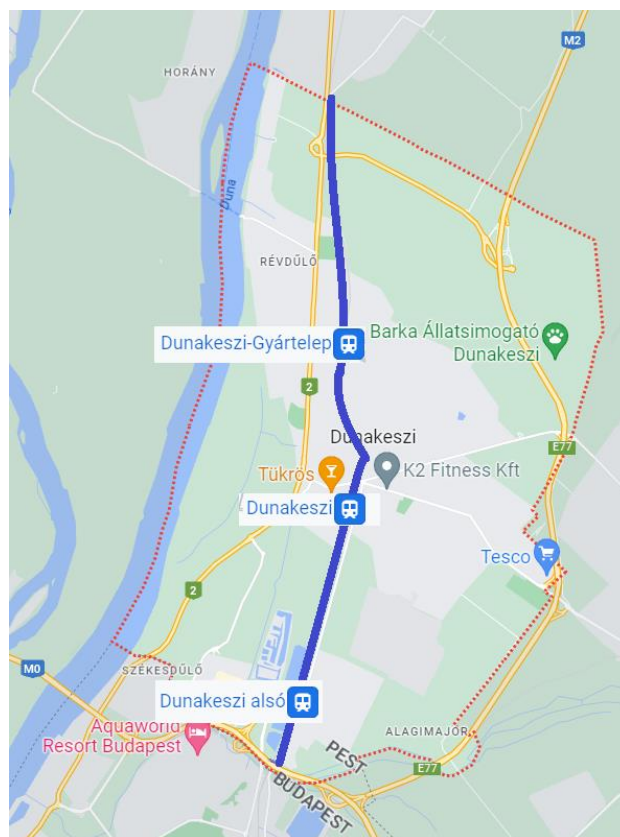 M2
HORÁNY
Duna
RÉVDŰLŐ
Dunakeszi-Gyártelep
Barka Állatsimogató
Dunakeszi
2
Dunakeszi
E77
Tükrös
K2 Fitness Kft
Dunakeszi
Tesco
2
SZÉKESDŰLŐ
M0
Dunakeszi alsó
Aquaworld
Resort Budapest
ALAGIMAJOR
PEST
BUDAPEST
E77